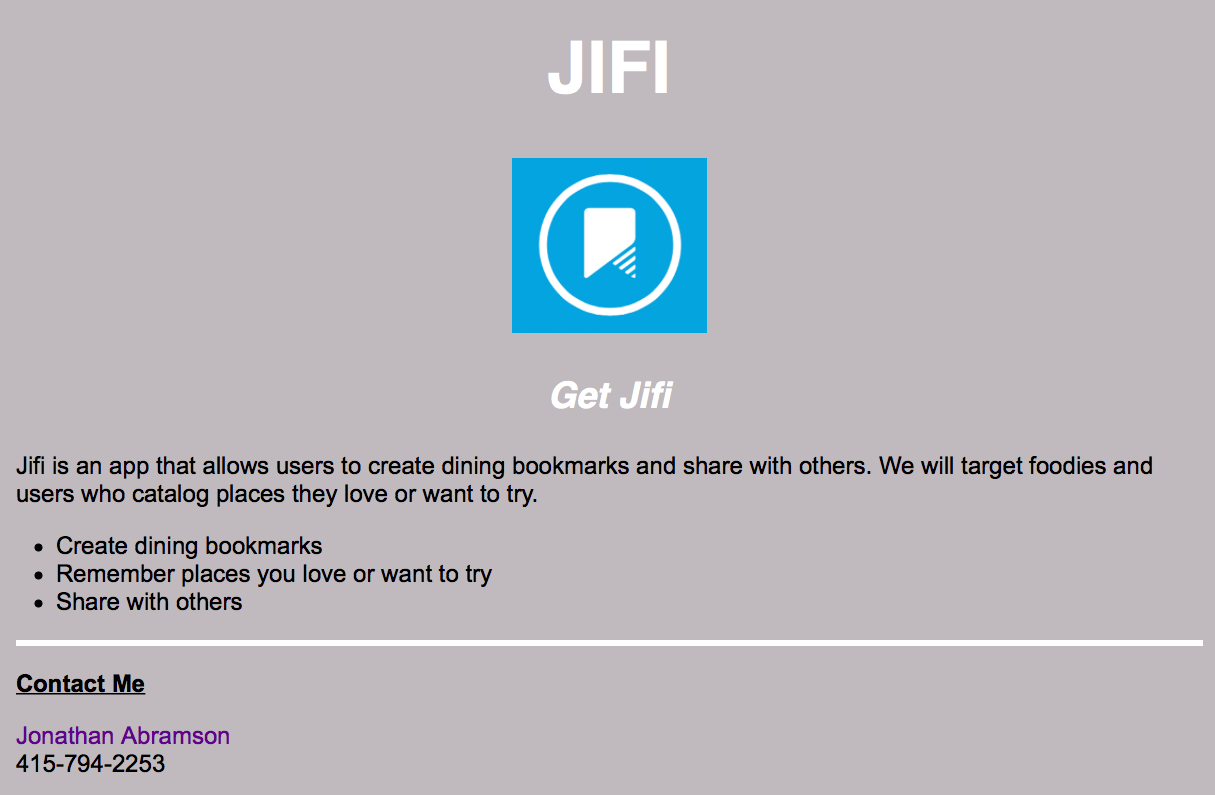 JIFI
Get Jifi
Jifi is an app that allows users to create dining bookmarks and share with others. We will target foodies and
users who catalog places they love or want to try.
• Create dining bookmarks
• Remember places you love or want to try
• Share with others
Contact Me
Jonathan Abramson
415-794-2253